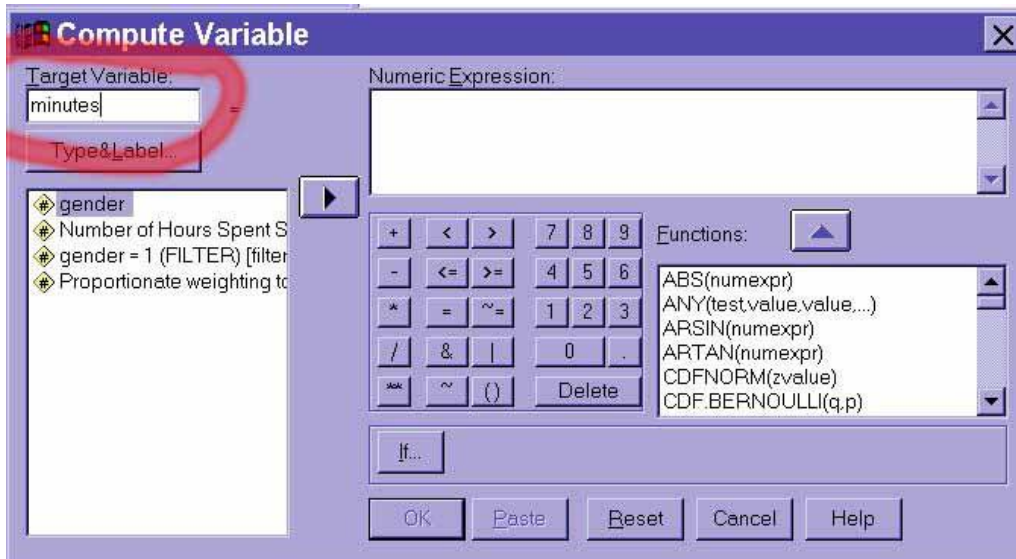 Compute Variable
Target Variable:
minutes
=
Type&Label...
gender
Number of Hours Spent S
gender = 1 (FILTER) [filter
Proportionate weighting to
Numeric Expression:
+ < > 7 8 9
- <= >= 4 5 6
* = ~= 1 2 3
/ & | 0 .
** ~ () Delete
Functions:
ABS(numexpr)
ANY(test,value,value,...)
ARSIN(numexpr)
ARTAN(numexpr)
CDFNORM(zvalue)
CDF.BERNOULLI(q,p)
If...
OK Paste Reset Cancel Help